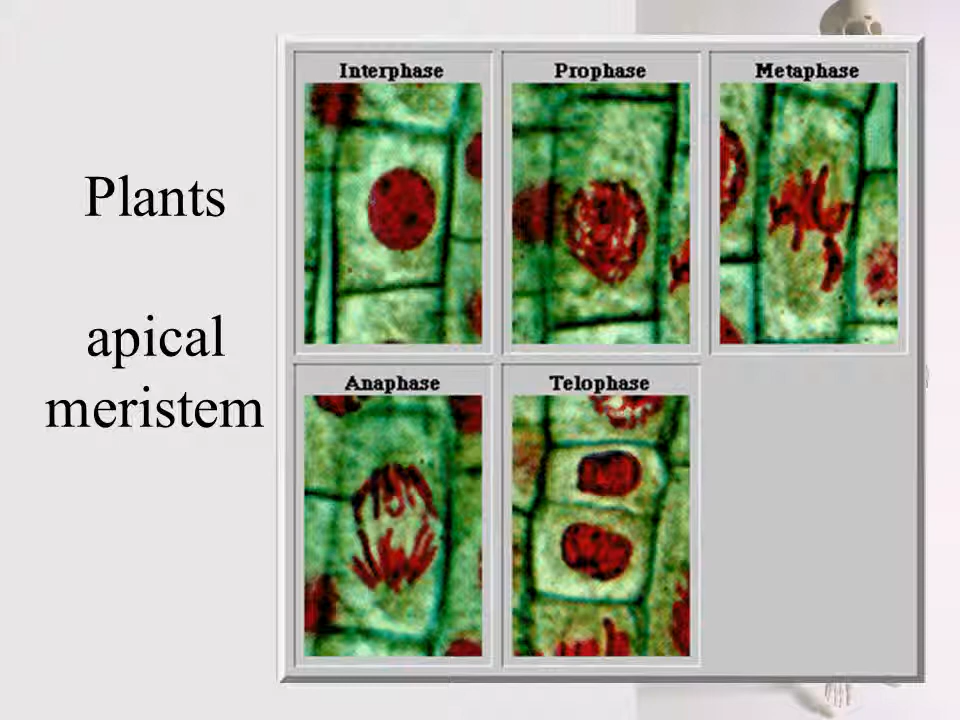 Plants
apical
meristem
Interphase
Prophase
Metaphase
Anaphase
Telophase